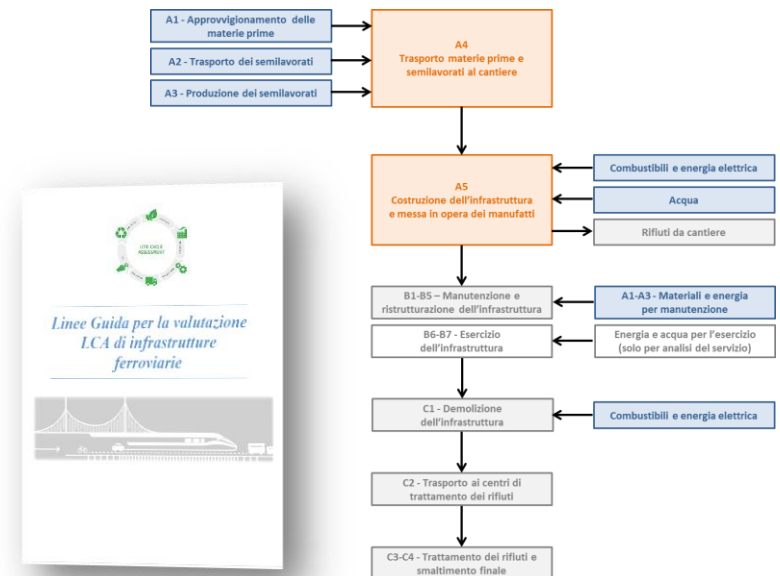 A1 - Approvvigionamento delle
materie prime
A2 - Trasporto dei semilavorati
A3 - Produzione dei semilavorati
A4
Trasporto materie prime e
semilavorati al cantiere
A5
Costruzione dell'infrastruttura
e messa in opera dei manufatti
Combustibili e energia elettrica
Acqua
Rifiuti da cantiere
B1-B5 – Manutenzione e
ristrutturazione dell'infrastruttura
A1-A3 - Materiali e energia
per manutenzione
B6-B7 - Esercizio
dell'infrastruttura
Energia e acqua per l'esercizio
(solo per analisi del servizio)
C1 - Demolizione
dell'infrastruttura
Combustibili e energia elettrica
C2 - Trasporto ai centri di
trattamento dei rifiuti
C3-C4 - Trattamento dei rifiuti e
smaltimento finale
ASSESSMENT
Linee Guida per la valutazione
LCA di infrastrutture
ferroviarie